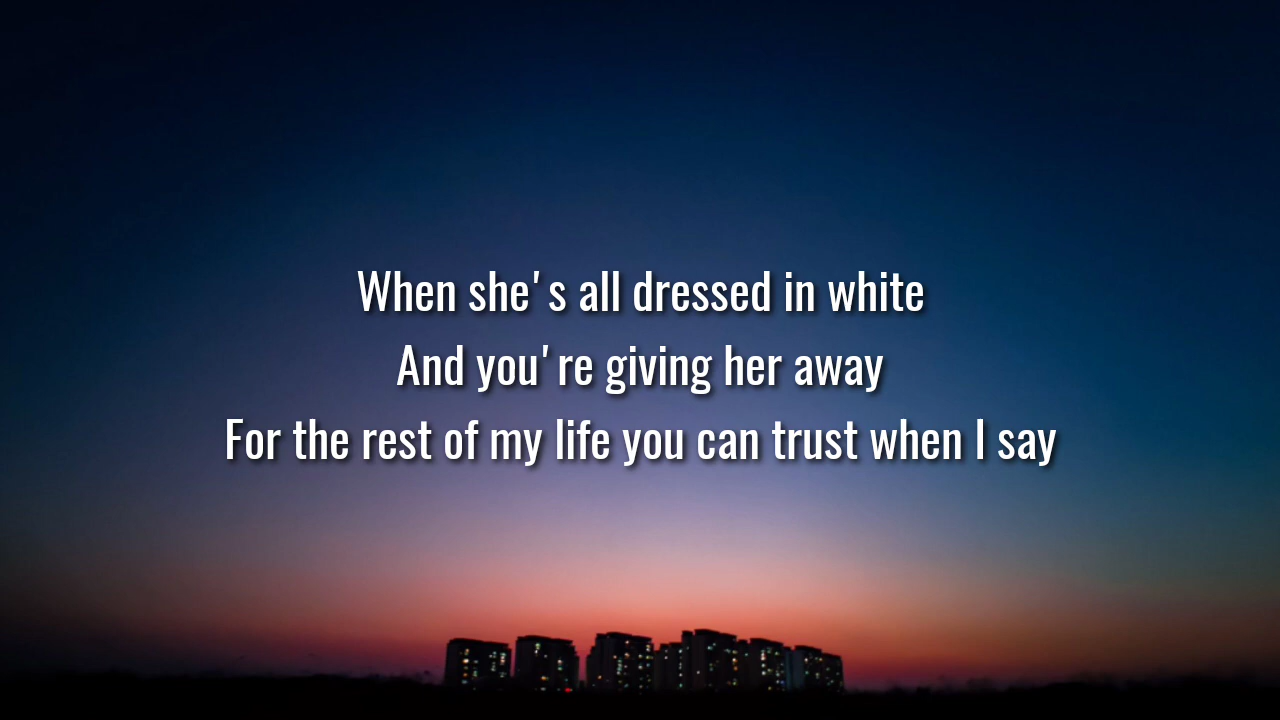 When she's all dressed in white
And you're giving her away
For the rest of my life you can trust when I say